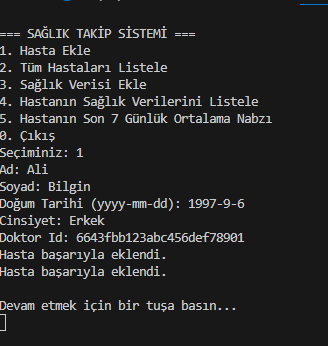 === SAĞLIK TAKİP SİSTEMİ ===
1. Hasta Ekle
2. Tüm Hastaları Listele
3. Sağlık Verisi Ekle
4. Hastanın Sağlık Verilerini Listele
5. Hastanın Son 7 Günlük Ortalama Nabzı
0. Çıkış
Seçiminiz: 1
Ad: Ali
Soyad: Bilgin
Doğum Tarihi (yyyy-mm-dd): 1997-9-6
Cinsiyet: Erkek
Doktor Id: 6643fbb123abc456def78901
Hasta başarıyla eklendi.
Hasta başarıyla eklendi.
Devam etmek için bir tuşa basın...